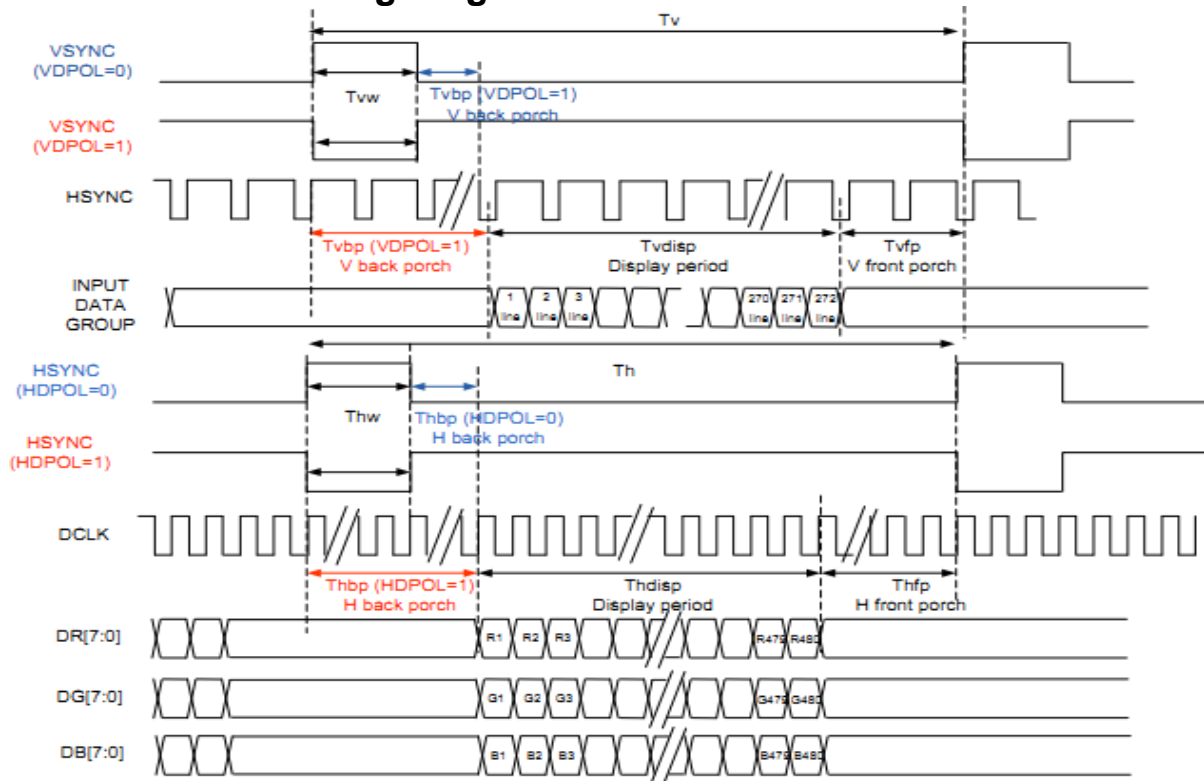 Tv
VSYNC
(VDPOL=0)
Tvw
Tvbp (VDPOL=1)
V back porch
VSYNC
(VDPOL=1)
HSYNC
Tvbp (VDPOL=1)
V back porch
Tvdisp
Display period
Tvfp
V front porch
INPUT
DATA
GROUP
1
line
2
line
3
line
270
line
271
line
272
line
HSYNC
(HDPOL=0)
Th
Thw
Thbp (HDPOL=0)
H back porch
HSYNC
(HDPOL=1)
DCLK
Thbp (HDPOL=1)
H back porch
Thdisp
Display period
Thfp
H front porch
DR[7:0]
R1 R2 R3 R479 R480
DG[7:0]
G1 G2 G3 G479 G480
DB[7:0]
B1 B2 B3 B479 B480